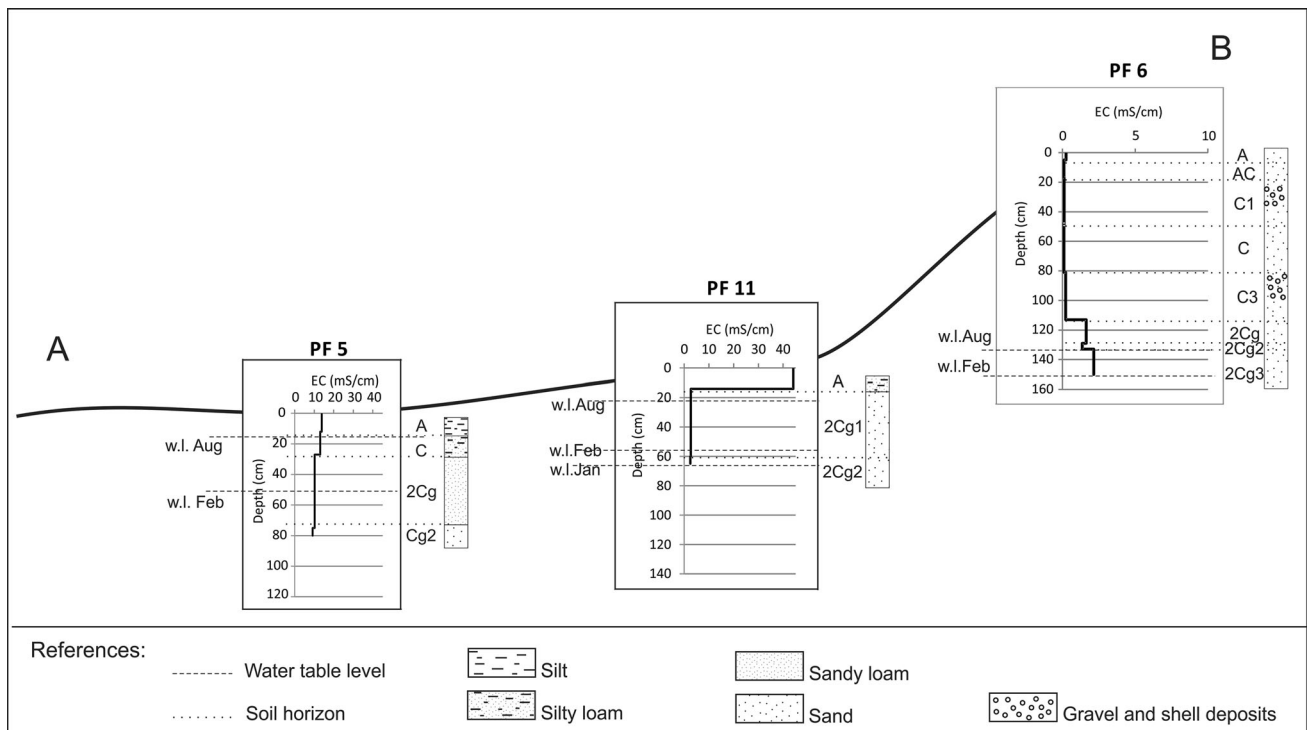 B
PF 6
EC (mS/cm)
0 5 10
0
20
40
60
80
100
120
140
160
Depth (cm)
A
AC
C1
C
C3
2Cg
2Cg2
2Cg3
w.l.Aug
w.l.Feb
PF 11
EC (mS/cm)
0 10 20 30 40
0
20
40
60
80
100
120
140
Depth (cm)
A
2Cg1
2Cg2
w.l.Aug
w.l.Feb
w.l.Jan
A
PF 5
EC (mS/cm)
0 10 20 30 40
0
20
40
60
80
100
120
Depth (cm)
A
C
2Cg
Cg2
w.l. Aug
w.l. Feb
References:
Water table level
Soil horizon
Silt
Silty loam
Sandy loam
Sand
Gravel and shell deposits